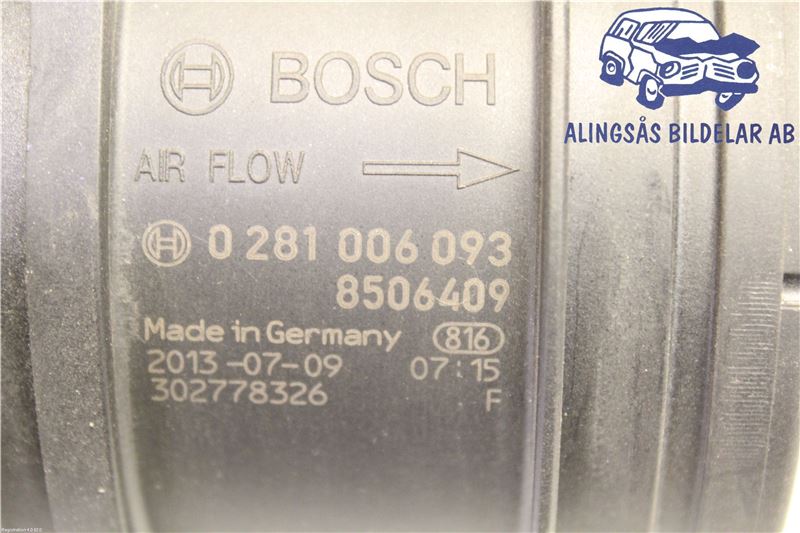 BOSCH
ALINGSÅS BILDELAR AB
AIR FLOW
0 281 006 093
8506409
Made in Germany 816
2013-07-09 07:15
302778326 F